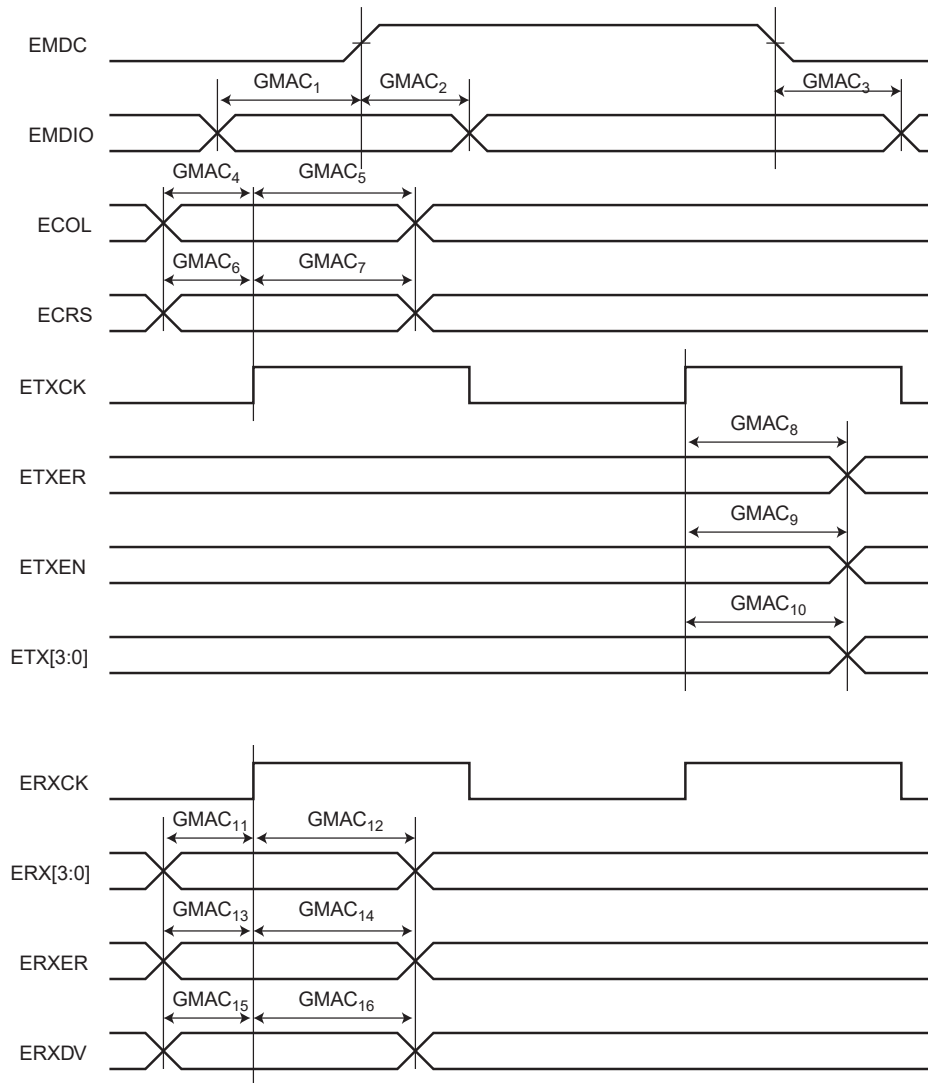 EMDC
GMAC1 GMAC2 GMAC3
EMDIO
GMAC4 GMAC5
ECOL
GMAC6 GMAC7
ECRS
ETXCK
GMAC8
ETXER
GMAC9
ETXEN
GMAC10
ETX[3:0]
ERXCK
GMAC11 GMAC12
ERX[3:0]
GMAC13 GMAC14
ERXER
GMAC15 GMAC16
ERXDV